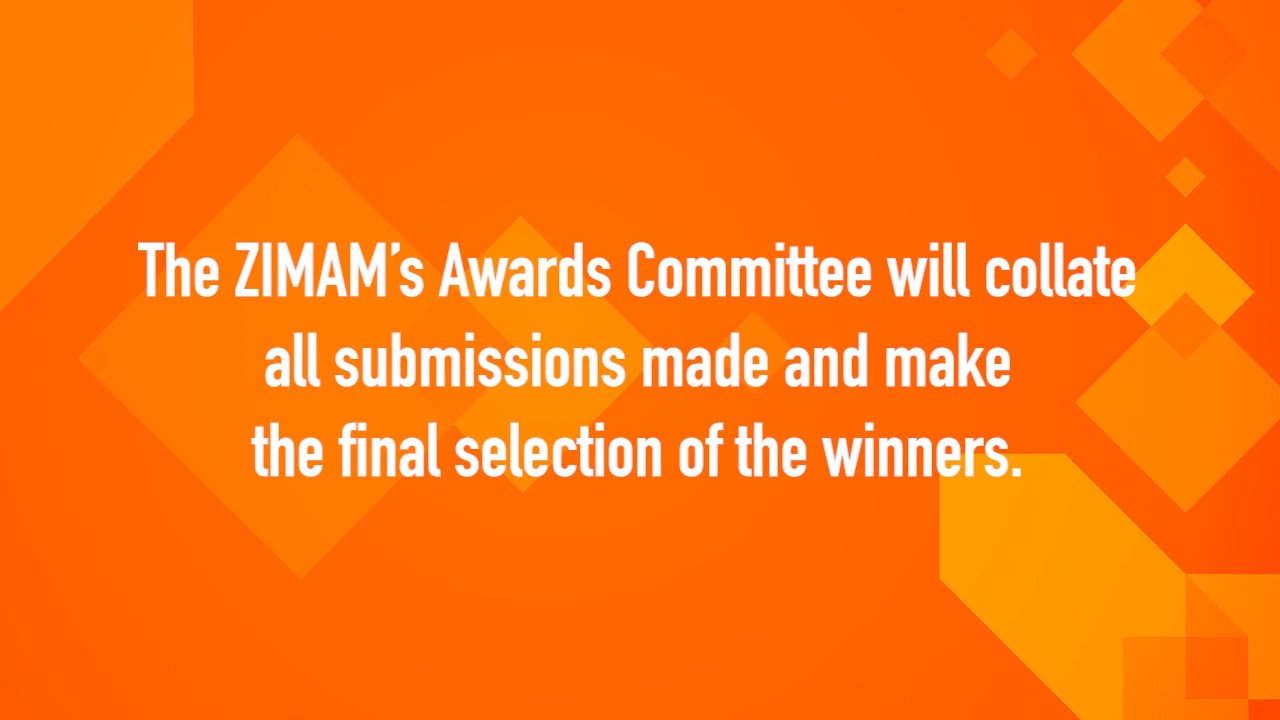 The ZIMAM’s Awards Committee will collate
all submissions made and make
the final selection of the winners.